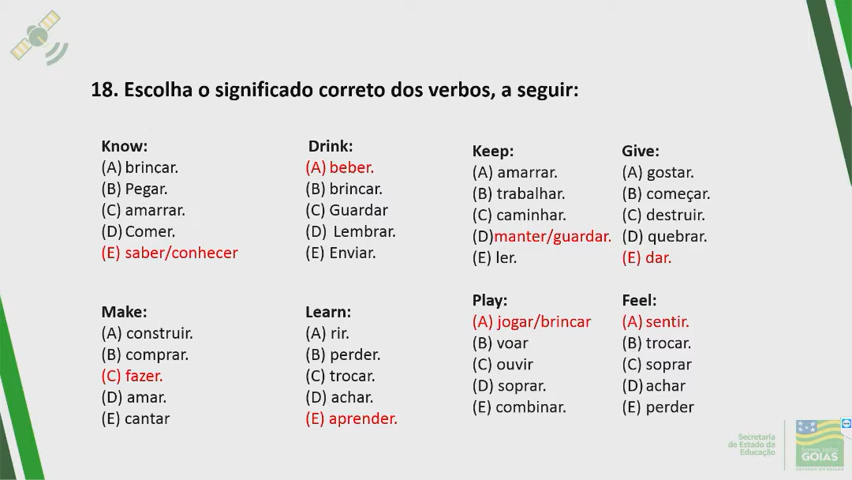 18. Escolha o significado correto dos verbos, a seguir:
Know:
(A) brincar.
(B) Pegar.
(C) amarrar.
(D) Comer.
(E) saber/conhecer
Drink:
(A) beber.
(B) brincar.
(C) Guardar
(D) Lembrar.
(E) Enviar.
Keep:
(A) amarrar.
(B) trabalhar.
(C) caminhar.
(D)manter/guardar.
(E) ler.
Give:
(A) gostar.
(B) começar.
(C) destruir.
(D) quebrar.
(E) dar.
Make:
(A) construir.
(B) comprar.
(C) fazer.
(D) amar.
(E) cantar
Learn:
(A) rir.
(B) perder.
(C) trocar.
(D) achar.
(E) aprender.
Play:
(A) jogar/brincar
(B) voar
(C) ouvir
(D) soprar.
(E) combinar.
Feel:
(A) sentir.
(B) trocar.
(C) soprar
(D) achar
(E) perder
Secretaria
de Estado da
Educação
GOIÁS